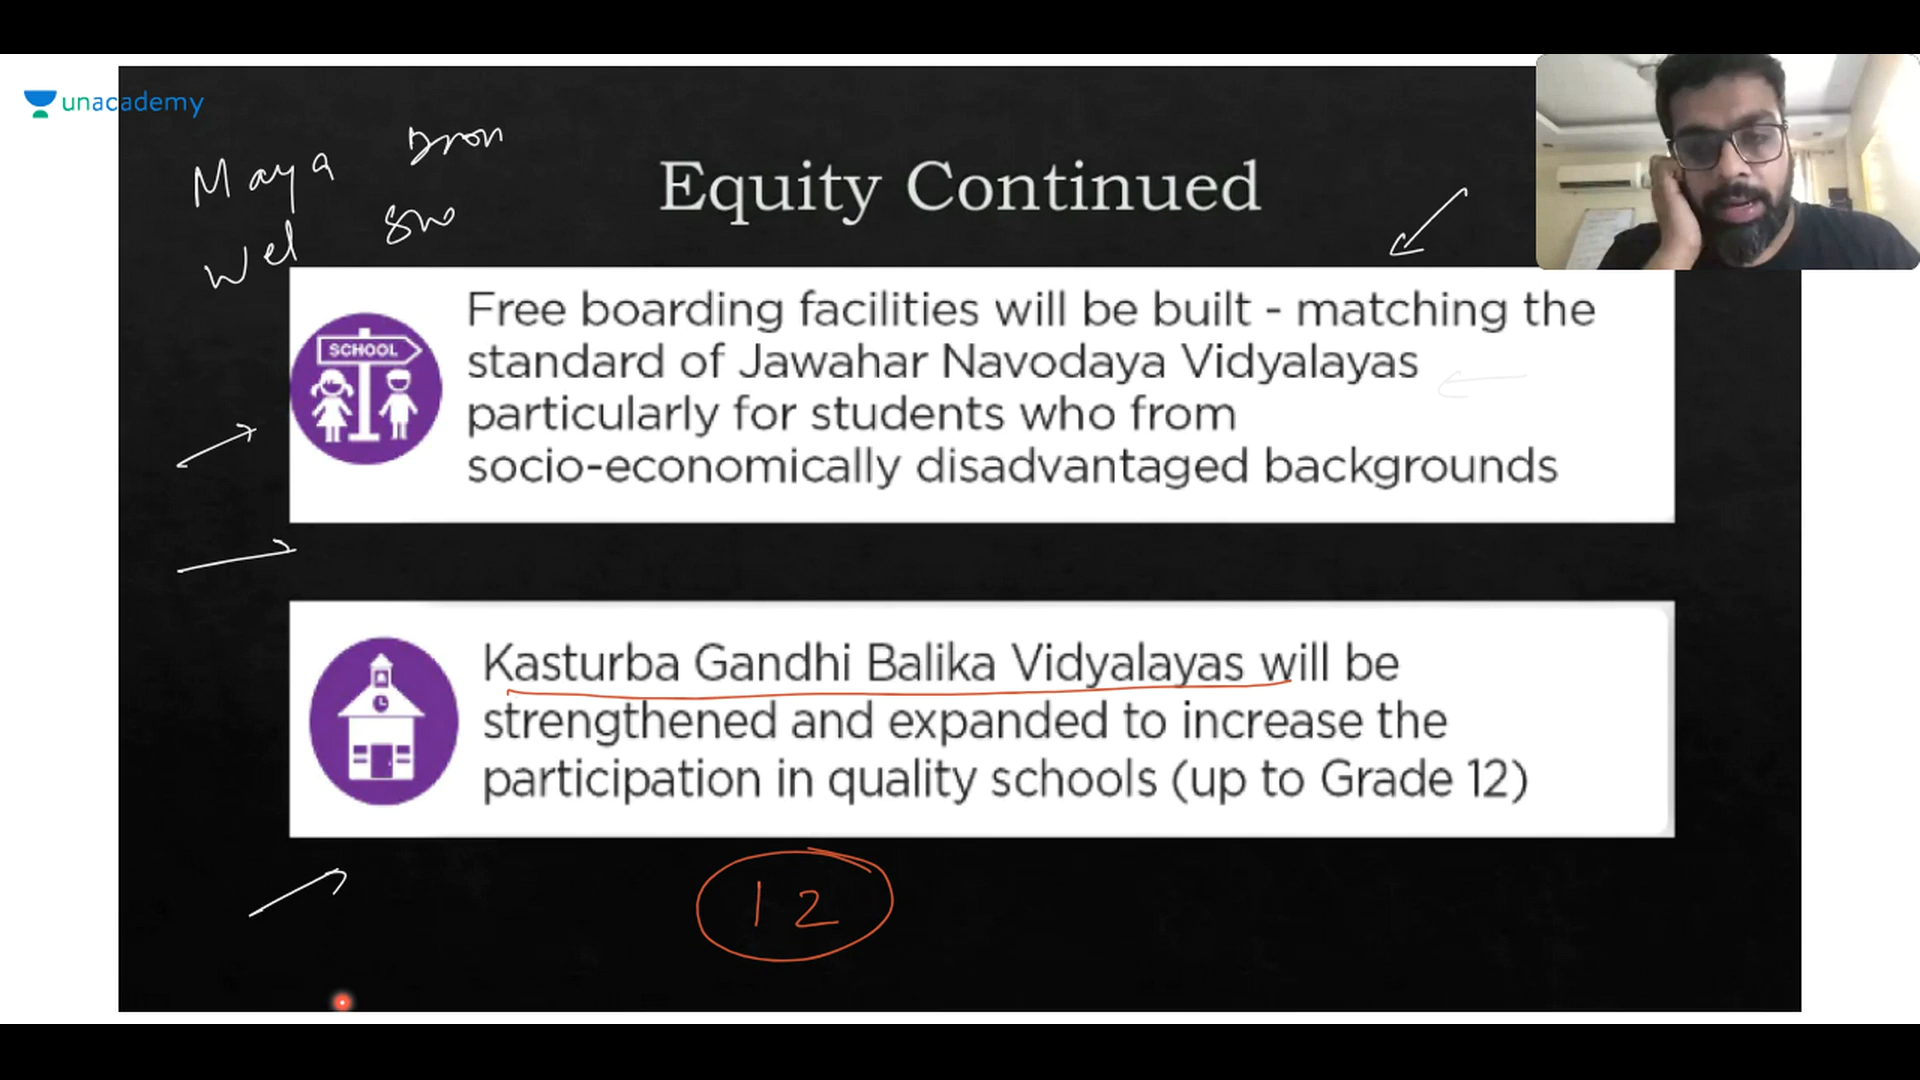 unacademy
Maya Dron
Wel
Equity Continued
SCHOOL
Free boarding facilities will be built - matching the
standard of Jawahar Navodaya Vidyalayas
particularly for students who from
socio-economically disadvantaged backgrounds
Kasturba Gandhi Balika Vidyalayas will be
strengthened and expanded to increase the
participation in quality schools (up to Grade 12)
12